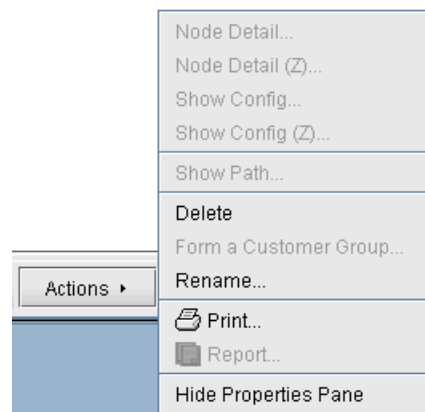 Node Detail...
Node Detail (Z)...
Show Config...
Show Config (Z)...
Show Path...
Delete
Form a Customer Group...
Rename...
Actions
Print...
Report...
Hide Properties Pane